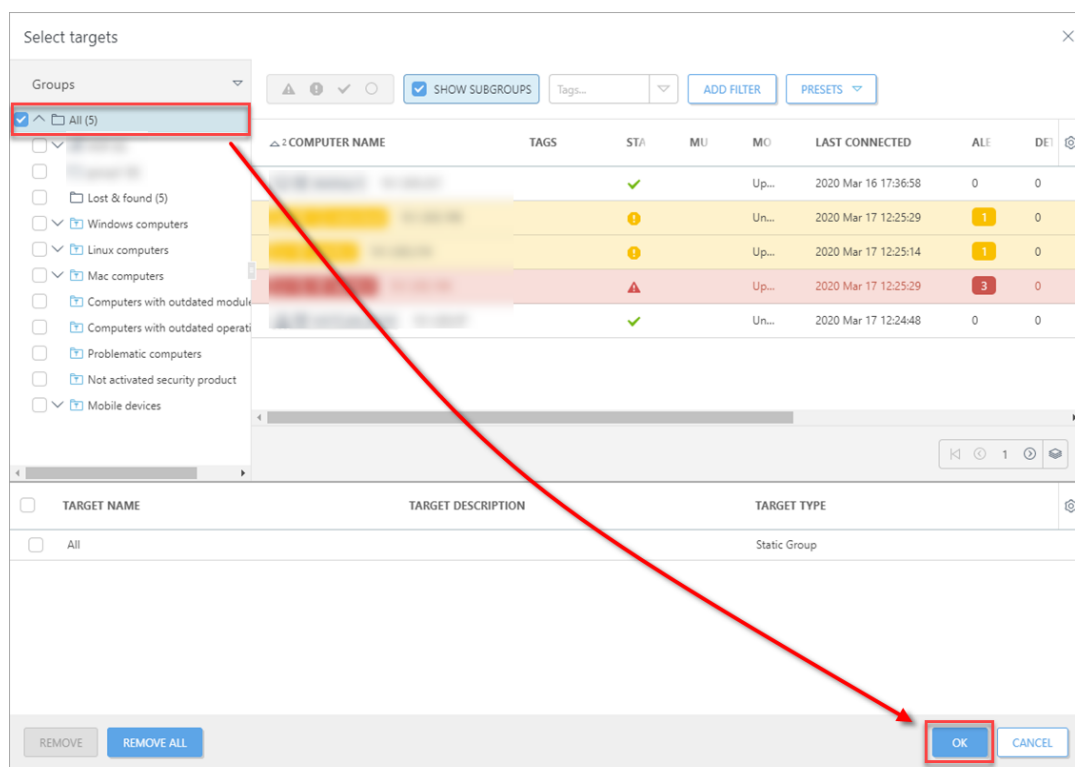 Select targets
Groups
SHOW SUBGROUPS
Tags...
ADD FILTER
PRESETS
All (5)
Lost & found (5)
Windows computers
Linux computers
Mac computers
Computers with outdated module
Computers with outdated operati
Problematic computers
Not activated security product
Mobile devices
2 COMPUTER NAME TAGS STA MU MO LAST CONNECTED ALE DET
Up... 2020 Mar 16 17:36:58 0 0
Un... 2020 Mar 17 12:25:29 1 0
Up... 2020 Mar 17 12:25:14 1 0
Up... 2020 Mar 17 12:25:29 3 0
Un... 2020 Mar 17 12:24:48 0 0
1
TARGET NAME TARGET DESCRIPTION TARGET TYPE
All Static Group
REMOVE
REMOVE ALL
OK
CANCEL